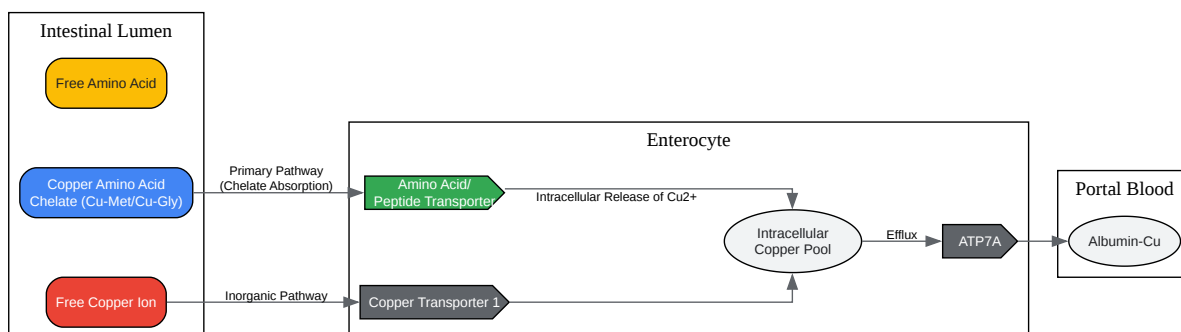 Intestinal Lumen
Free Amino Acid
Copper Amino Acid
Chelate (Cu-Met/Cu-Gly)
Free Copper Ion
Primary Pathway
(Chelate Absorption)
Inorganic Pathway
Enterocyte
Amino Acid/
Peptide Transporter
Intracellular Release of Cu2+
Copper Transporter 1
Intracellular
Copper Pool
Efflux
ATP7A
Portal Blood
Albumin-Cu